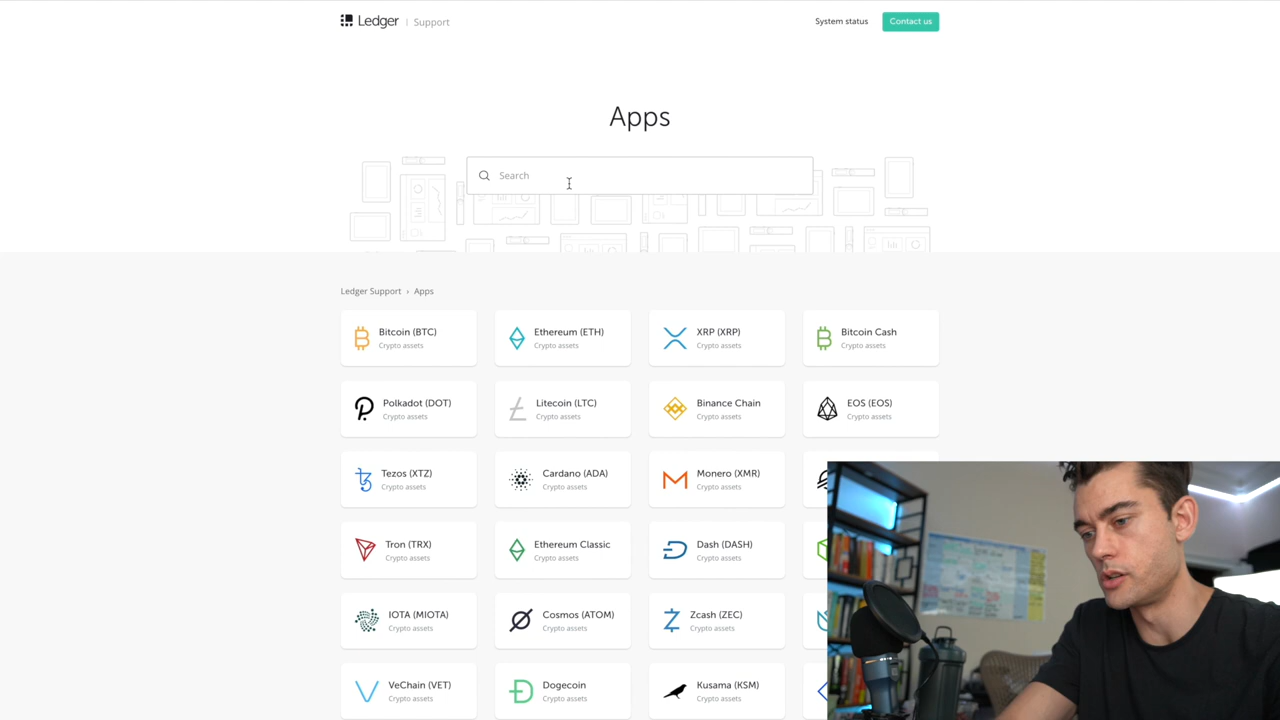 Ledger | Support
System status
Contact us
Apps
Search
Ledger Support › Apps
Bitcoin (BTC)
Crypto assets
Ethereum (ETH)
Crypto assets
XRP (XRP)
Crypto assets
Bitcoin Cash
Crypto assets
Polkadot (DOT)
Crypto assets
Litecoin (LTC)
Crypto assets
Binance Chain
Crypto assets
EOS (EOS)
Crypto assets
Tezos (XTZ)
Crypto assets
Cardano (ADA)
Crypto assets
Monero (XMR)
Crypto assets
Tron (TRX)
Crypto assets
Ethereum Classic
Crypto assets
Dash (DASH)
Crypto assets
IOTA (MIOTA)
Crypto assets
Cosmos (ATOM)
Crypto assets
Zcash (ZEC)
Crypto assets
VeChain (VET)
Crypto assets
Dogecoin
Crypto assets
Kusama (KSM)
Crypto assets